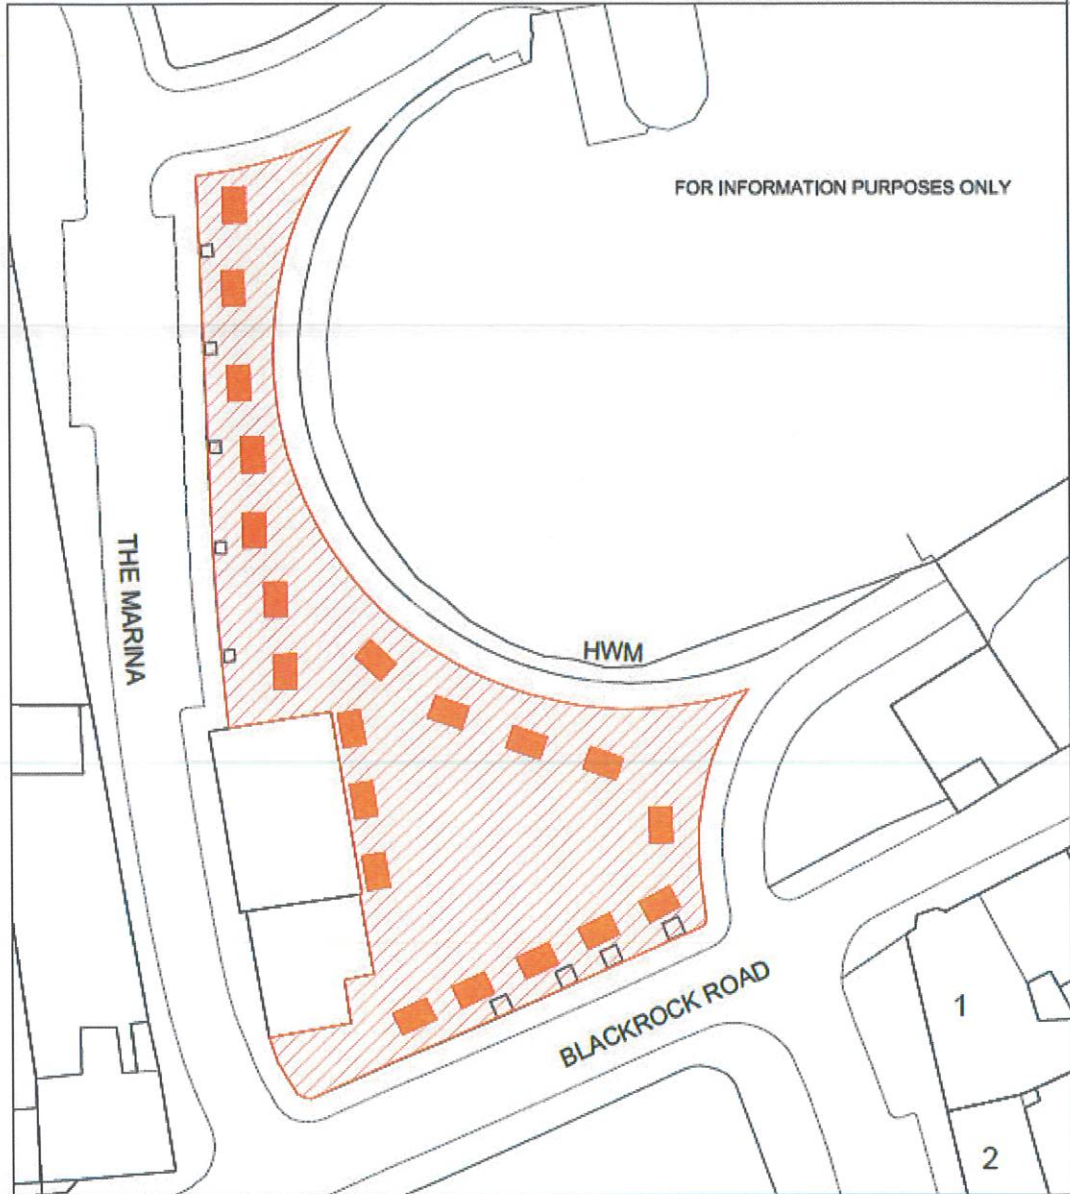 FOR INFORMATION PURPOSES ONLY
THE MARINA
HWM
BLACKROCK ROAD
1
2